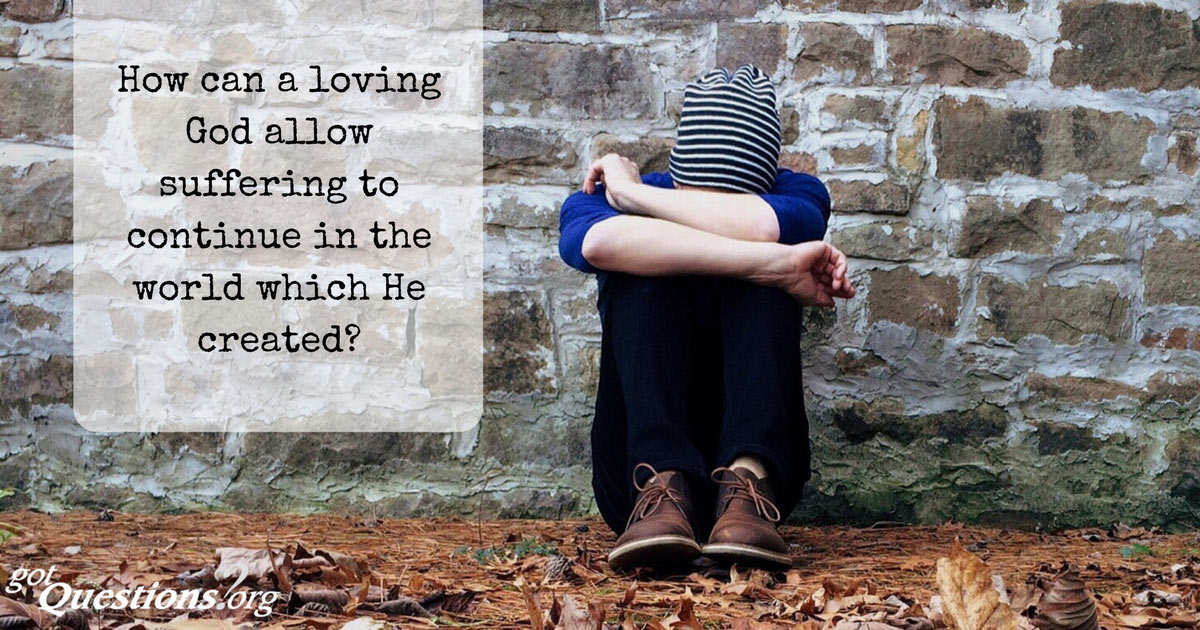 How can a loving
God allow
suffering to
continue in the
world which He
created?
got
Questions?.org